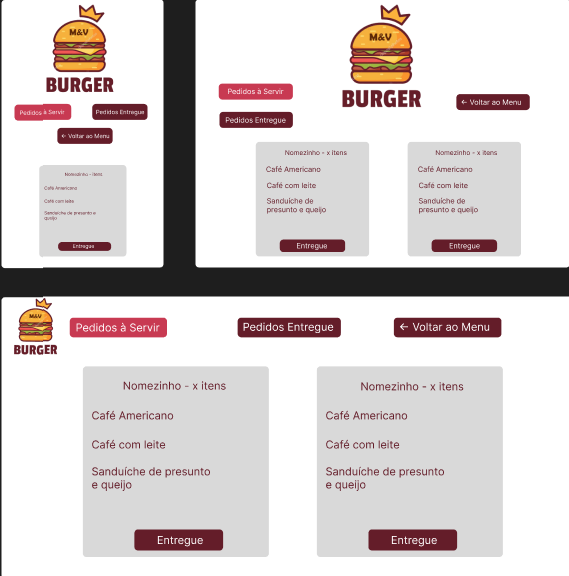 M&V
BURGER
Pedidos à Servir
Pedidos Entregue
← Voltar ao Menu
Nomezinho - itens
Café Americano
Café com leite
Sanduíche de presunto e
queijo
Entregue
M&V
BURGER
Pedidos à Servir
← Voltar ao Menu
Pedidos Entregue
Nomezinho - x itens
Café Americano
Café com leite
Sanduíche de
presunto e queijo
Entregue
Nomezinho - x itens
Café Americano
Café com leite
Sanduíche de
presunto e queijo
Entregue
M&V
BURGER
Pedidos à Servir
Pedidos Entregue
← Voltar ao Menu
Nomezinho - x itens
Café Americano
Café com leite
Sanduíche de presunto
e queijo
Entregue
Nomezinho - x itens
Café Americano
Café com leite
Sanduíche de presunto
e queijo
Entregue